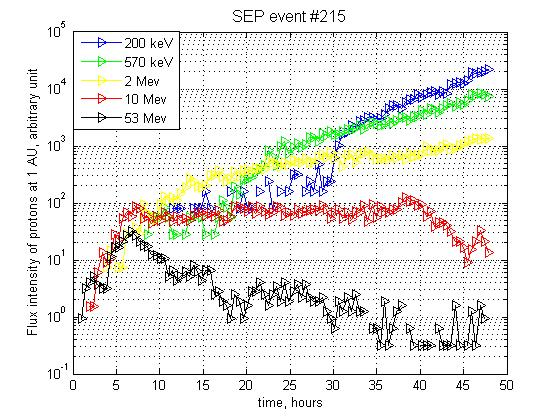 SEP event #215
Flux intensity of protons at 1 AU, arbitrary unit
10^5
10^4
10^3
10^2
10^1
10^0
10^-1
200 keV
570 keV
2 Mev
10 Mev
53 Mev
0 5 10 15 20 25 30 35 40 45 50
time, hours